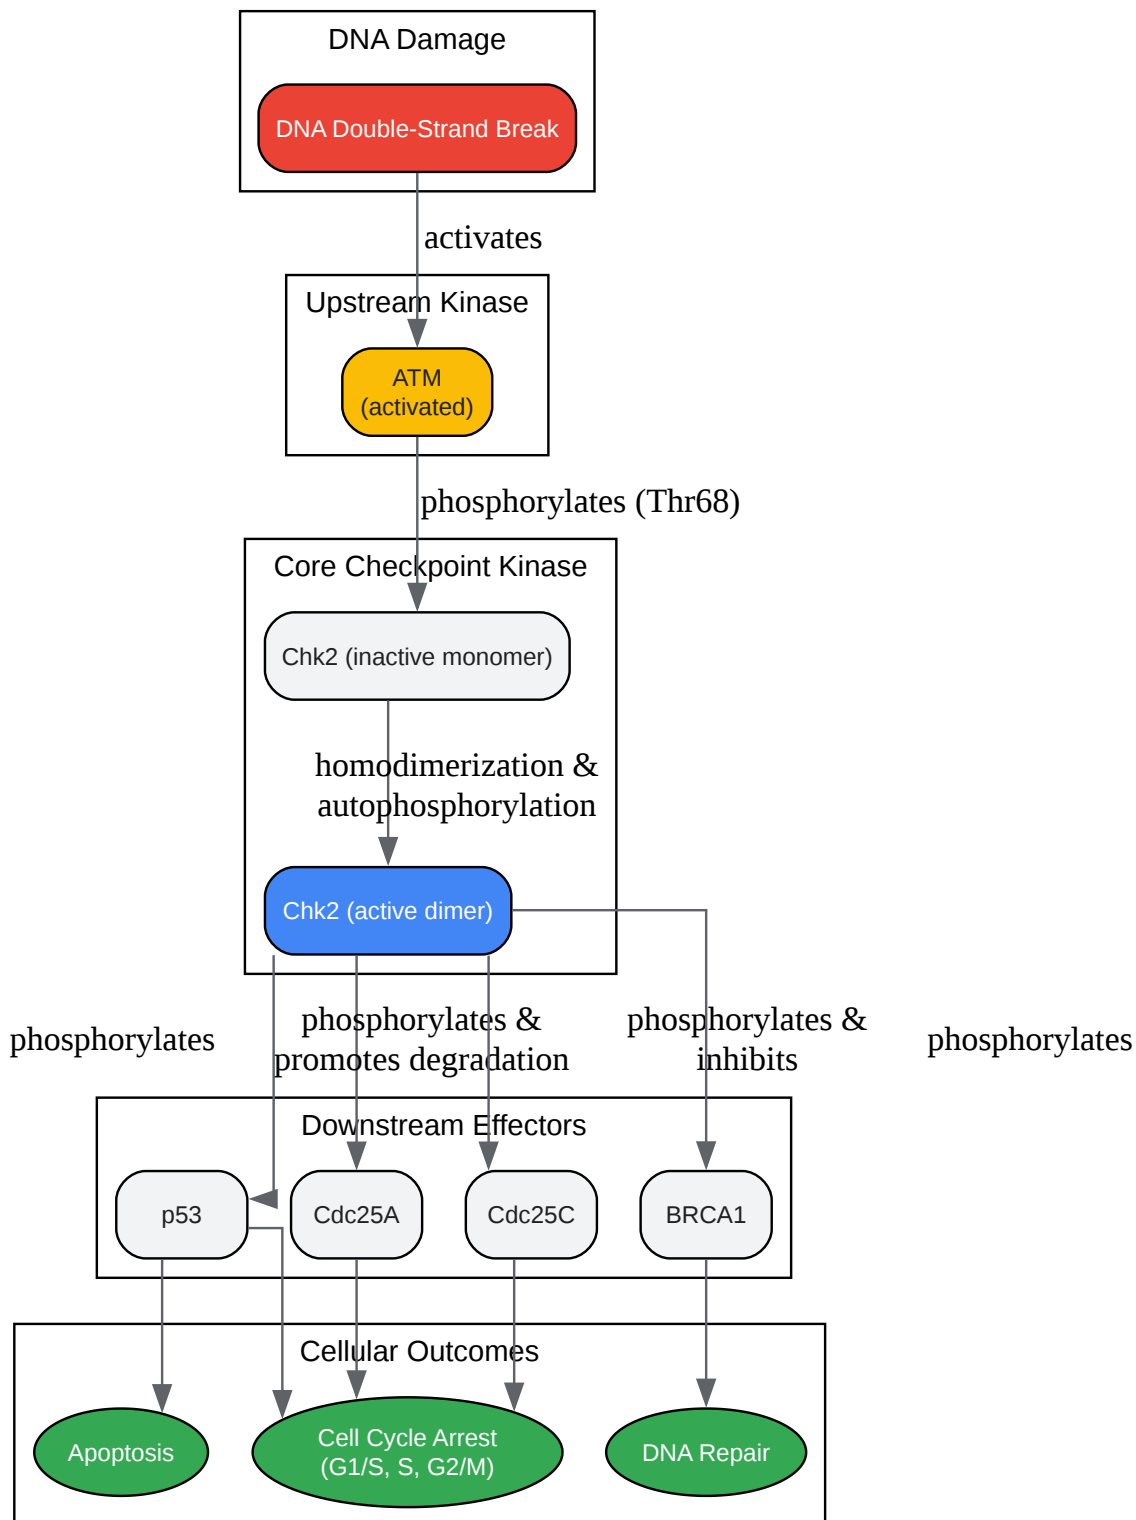 DNA Damage
DNA Double-Strand Break
activates
Upstream Kinase
ATM
(activated)
phosphorylates (Thr68)
Core Checkpoint Kinase
Chk2 (inactive monomer)
homodimerization &
autophosphorylation
Chk2 (active dimer)
phosphorylates
phosphorylates &
promotes degradation
phosphorylates &
inhibits
phosphorylates
Downstream Effectors
p53
Cdc25A
Cdc25C
BRCA1
Cellular Outcomes
Apoptosis
Cell Cycle Arrest
(G1/S, S, G2/M)
DNA Repair